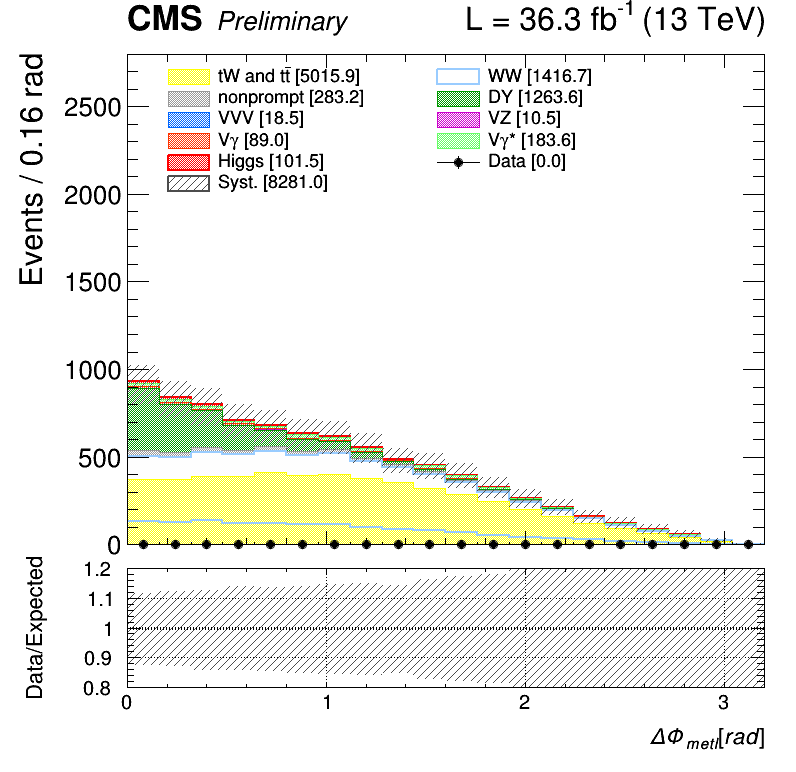 CMS Preliminary L = 36.3 fb⁻¹ (13 TeV)
Events / 0.16 rad
2500
2000
1500
1000
500
0
tW and tt̄ [5015.9]
nonprompt [283.2]
VVV [18.5]
Vγ [89.0]
Higgs [101.5]
Syst. [8281.0]
WW [1416.7]
DY [1263.6]
VZ [10.5]
Vγ* [183.6]
Data [0.0]
Data/Expected
1.2
1.1
1
0.9
0.8
0 1 2 3
ΔΦ metl[rad]